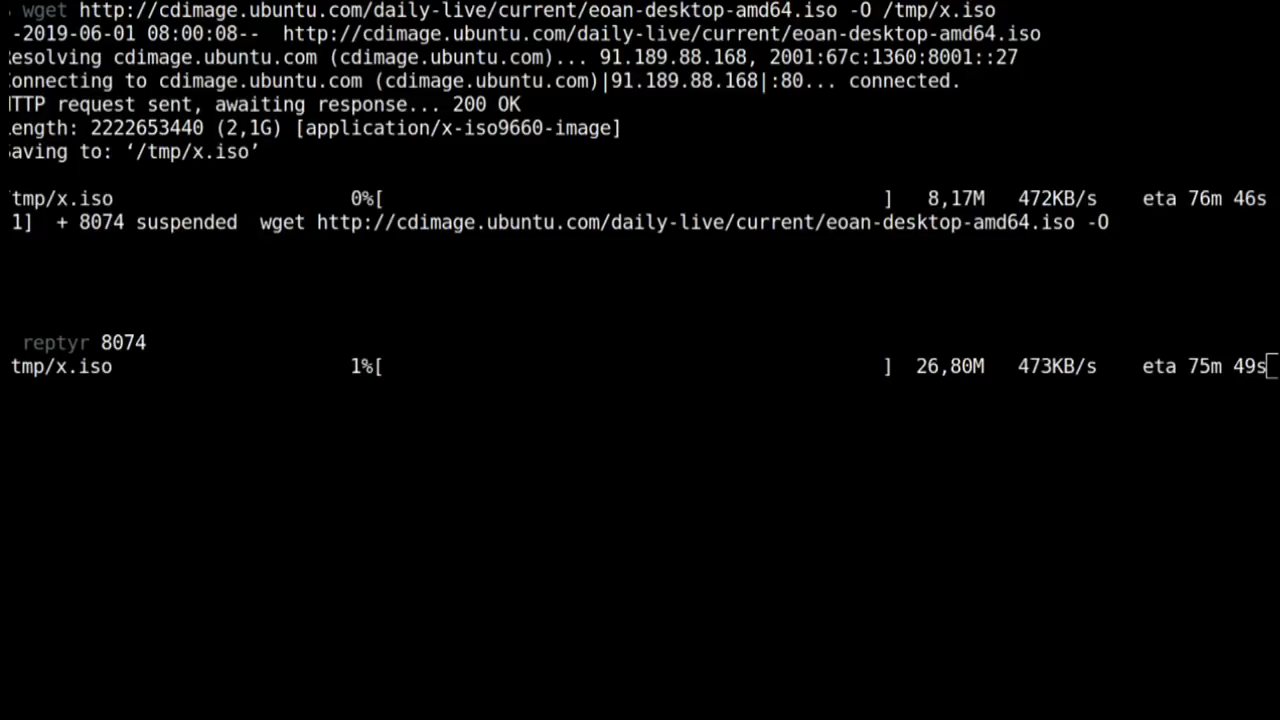 wget http://cdimage.ubuntu.com/daily-live/current/eoan-desktop-amd64.iso -O /tmp/x.iso
-2019-06-01 08:00:08-- http://cdimage.ubuntu.com/daily-live/current/eoan-desktop-amd64.iso
Resolving cdimage.ubuntu.com (cdimage.ubuntu.com)... 91.189.88.168, 2001:67c:1360:8001::27
Connecting to cdimage.ubuntu.com (cdimage.ubuntu.com)|91.189.88.168|:80... connected.
HTTP request sent, awaiting response... 200 OK
Length: 2222653440 (2,1G) [application/x-iso9660-image]
Saving to: ‘/tmp/x.iso’
/tmp/x.iso 0%[ ] 8,17M 472KB/s eta 76m 46s
1] + 8074 suspended wget http://cdimage.ubuntu.com/daily-live/current/eoan-desktop-amd64.iso -O
reptyr 8074
tmp/x.iso 1%[ ] 26,80M 473KB/s eta 75m 49s